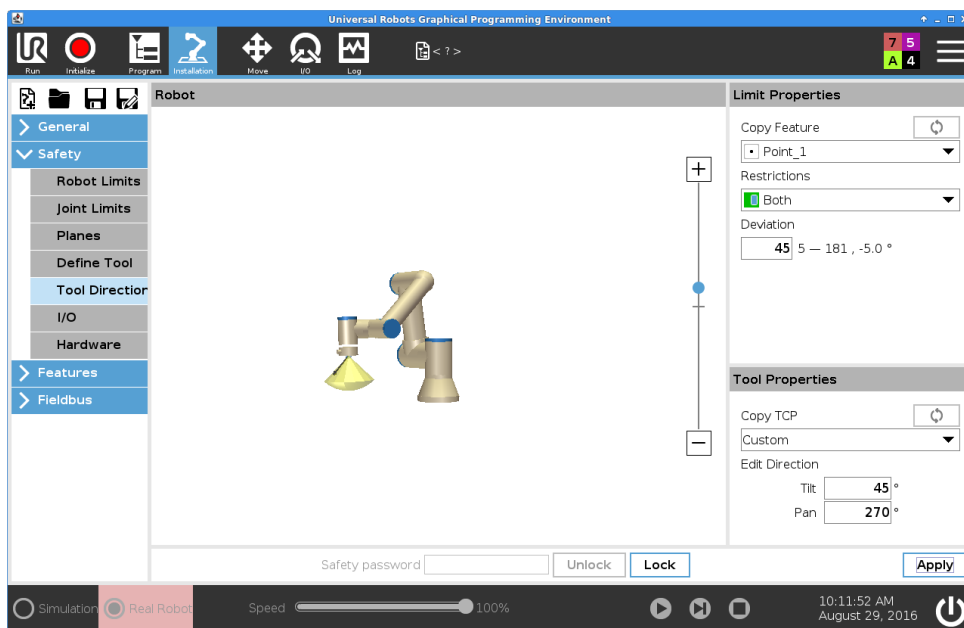 Universal Robots Graphical Programming Environment
UR
Run
Initialize
Program
Installation
Move
I/O
Log
< ? >
7 5
A 4
Robot
Limit Properties
General
Safety
Robot Limits
Joint Limits
Planes
Define Tool
Tool Direction
I/O
Hardware
Features
Fieldbus
Copy Feature
Point_1
Restrictions
Both
Deviation
45 5 — 181 , -5.0 °
Tool Properties
Copy TCP
Custom
Edit Direction
Tilt 45 °
Pan 270 °
Safety password Unlock Lock Apply
Simulation Real Robot Speed 100% 10:11:52 AM
August 29, 2016